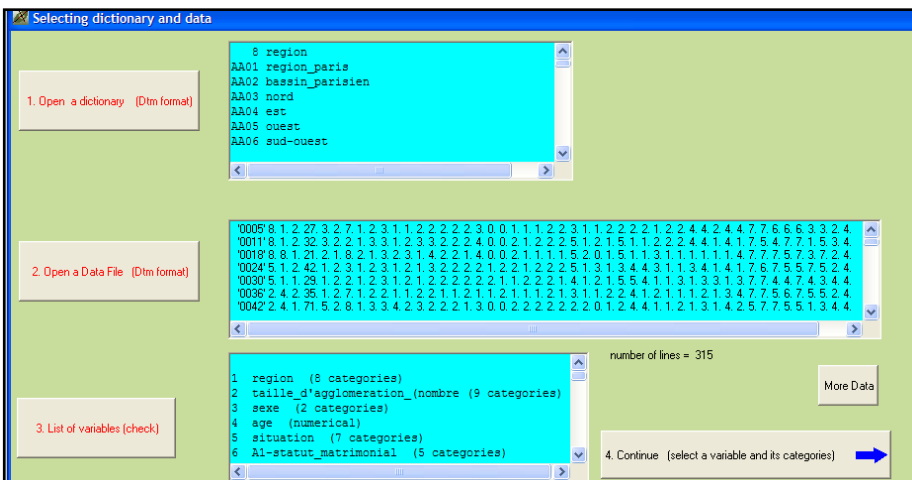 Selecting dictionary and data
8 region
AA01 region_paris
AA02 bassin_parisien
AA03 nord
AA04 est
AA05 ouest
AA06 sud-ouest
1. Open a dictionary (Dtm format)
'0005' 8. 1. 2. 27. 3. 2. 7. 1. 2. 3. 1. 1. 2. 2. 2. 2. 2. 3. 0. 0. 1. 1. 1. 2. 2. 3. 1. 1. 2. 2. 2. 2. 1. 2. 2. 4. 4. 2. 4. 4. 7. 7. 6. 6. 6. 3. 3. 2. 4.
'0011' 8. 1. 2. 32. 3. 2. 2. 1. 3. 3. 1. 2. 3. 3. 2. 2. 2. 4. 0. 0. 2. 1. 2. 2. 2. 5. 1. 2. 1. 5. 1. 1. 2. 2. 2. 4. 4. 1. 4. 1. 7. 5. 4. 7. 7. 1. 5. 3. 4.
'0018' 8. 8. 1. 21. 2. 1. 8. 2. 1. 3. 2. 3. 1. 4. 2. 2. 1. 4. 0. 0. 2. 1. 1. 1. 1. 5. 2. 0. 1. 5. 1. 1. 3. 1. 1. 1. 1. 1. 1. 4. 7. 7. 7. 5. 7. 3. 7. 2. 4.
'0024' 5. 1. 2. 42. 1. 2. 3. 1. 2. 3. 1. 2. 1. 3. 2. 2. 2. 2. 1. 2. 2. 1. 2. 1. 2. 2. 2. 5. 1. 3. 1. 3. 4. 4. 3. 1. 1. 3. 4. 1. 4. 1. 7. 6. 7. 5. 5. 7. 5. 2. 4.
'0030' 5. 1. 1. 29. 1. 2. 2. 1. 2. 2. 1. 2. 2. 2. 2. 2. 2. 2. 1. 1. 2. 2. 2. 1. 4. 1. 2. 1. 5. 5. 4. 1. 1. 3. 1. 3. 3. 1. 3. 7. 7. 4. 4. 7. 4. 3. 4. 4.
'0036' 2. 4. 2. 35. 1. 2. 7. 1. 2. 2. 1. 1. 2. 2. 1. 1. 2. 1. 1. 2. 1. 1. 1. 2. 1. 3. 1. 1. 2. 2. 4. 1. 2. 1. 1. 2. 2. 1. 2. 1. 3. 4. 7. 7. 5. 6. 7. 5. 5. 2. 4.
'0042' 2. 4. 1. 71. 5. 2. 8. 1. 3. 3. 4. 2. 3. 2. 2. 2. 1. 3. 0. 0. 2. 2. 2. 2. 2. 2. 0. 1. 2. 4. 4. 1. 1. 2. 1. 3. 1. 4. 2. 5. 7. 7. 5. 5. 1. 3. 4. 4.
2. Open a Data File (Dtm format)
number of lines = 315
1 region (8 categories)
2 taille_d'agglomeration_(nombre (9 categories)
3 sexe (2 categories)
4 age (numerical)
5 situation (7 categories)
6 A1-statut_matrimonial (5 categories)
More Data
3. List of variables (check)
4. Continue (select a variable and its categories)